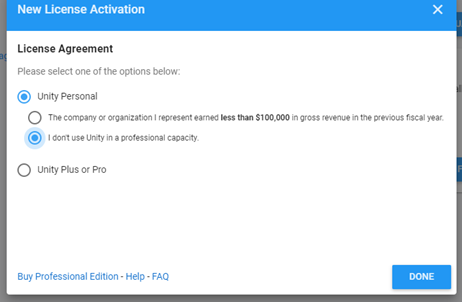 New License Activation
License Agreement
Please select one of the options below:
Unity Personal
The company or organization I represent earned less than $100,000 in gross revenue in the previous fiscal year.
I don't use Unity in a professional capacity.
Unity Plus or Pro
Buy Professional Edition - Help - FAQ
DONE